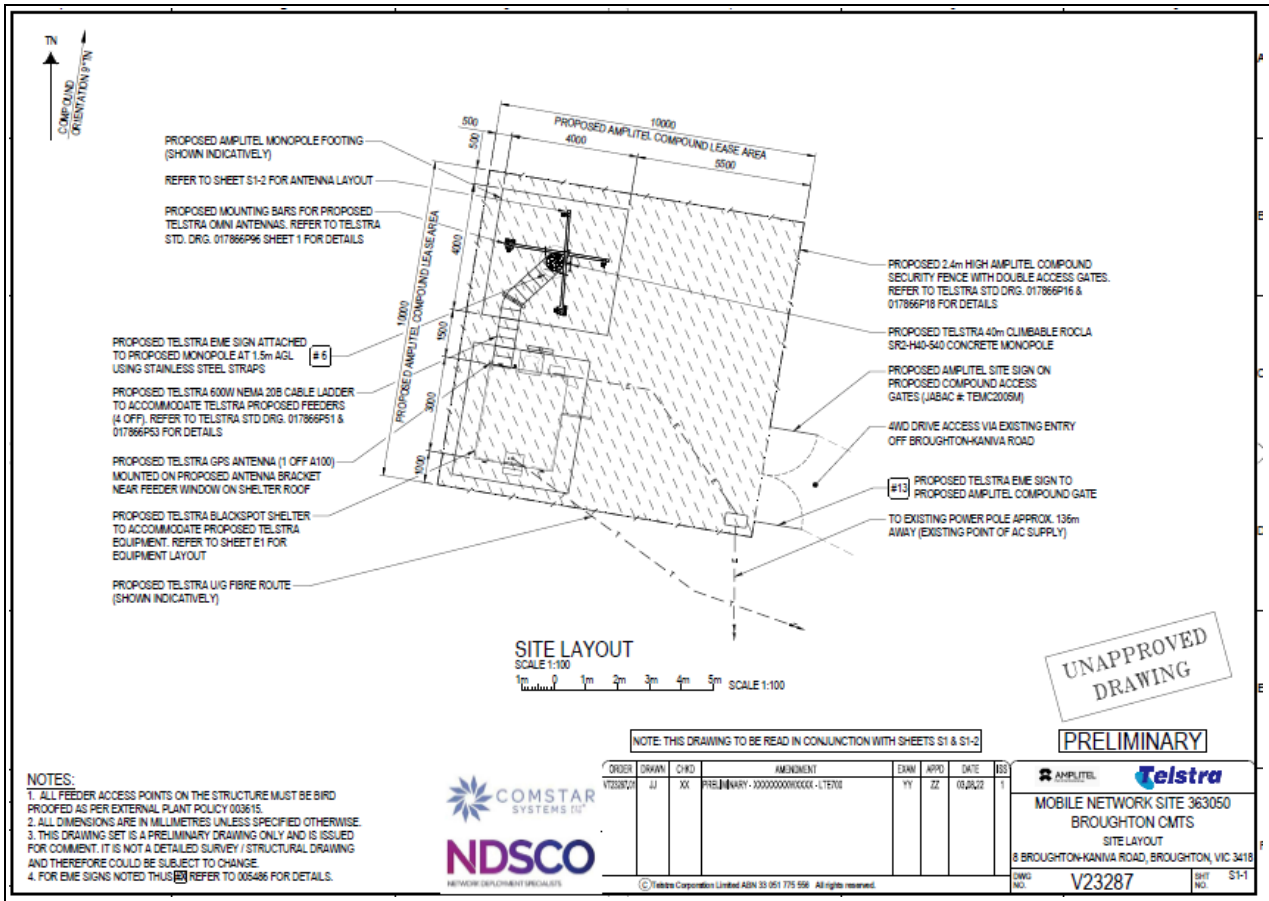 TN
COMPOUND
ORIENTATION 9°TN
PROPOSED AMPLITEL MONOPOLE FOOTING
(SHOWN INDICATIVELY)
REFER TO SHEET S1-2 FOR ANTENNA LAYOUT
PROPOSED MOUNTING BARS FOR PROPOSED
TELSTRA OMNI ANTENNAS. REFER TO TELSTRA
STD. DRG. 017866P96 SHEET 1 FOR DETAILS
PROPOSED TELSTRA EME SIGN ATTACHED
TO PROPOSED MONOPOLE AT 1.5m AGL
USING STAINLESS STEEL STRAPS
# 6
PROPOSED TELSTRA 600W NEMA 20B CABLE LADDER
TO ACCOMMODATE TELSTRA PROPOSED FEEDERS
(4 OFF). REFER TO TELSTRA STD DRG. 017866P51 &
017866P53 FOR DETAILS
PROPOSED TELSTRA GPS ANTENNA (1 OFF A100)
MOUNTED ON PROPOSED ANTENNA BRACKET
NEAR FEEDER WINDOW ON SHELTER ROOF
PROPOSED TELSTRA BLACKSPOT SHELTER
TO ACCOMMODATE PROPOSED TELSTRA
EQUIPMENT. REFER TO SHEET E1 FOR
EQUIPMENT LAYOUT
PROPOSED TELSTRA U/G FIBRE ROUTE
(SHOWN INDICATIVELY)
10000
PROPOSED AMPLITEL COMPOUND LEASE AREA
500
4000
5500
500
4000
1500
3000
1000
10000
PROPOSED AMPLITEL COMPOUND LEASE AREA
PROPOSED 2.4m HIGH AMPLITEL COMPOUND
SECURITY FENCE WITH DOUBLE ACCESS GATES.
REFER TO TELSTRA STD DRG. 017866P16 &
017866P18 FOR DETAILS
PROPOSED TELSTRA 40m CLIMBABLE ROCLA
SR2-H40-540 CONCRETE MONOPOLE
PROPOSED AMPLITEL SITE SIGN ON
PROPOSED COMPOUND ACCESS
GATES (JABAC #: TEMC2005M)
4WD DRIVE ACCESS VIA EXISTING ENTRY
OFF BROUGHTON-KANIVA ROAD
#13
PROPOSED TELSTRA EME SIGN TO
PROPOSED AMPLITEL COMPOUND GATE
TO EXISTING POWER POLE APPROX. 136m
AWAY (EXISTING POINT OF AC SUPPLY)
SITE LAYOUT
SCALE 1:100
1m 0 1m 2m 3m 4m 5m SCALE 1:100
UNAPPROVED
DRAWING
PRELIMINARY
NOTE: THIS DRAWING TO BE READ IN CONJUNCTION WITH SHEETS S1 & S1-2
NOTES:
1. ALL FEEDER ACCESS POINTS ON THE STRUCTURE MUST BE BIRD
PROOFED AS PER EXTERNAL PLANT POLICY 003615.
2. ALL DIMENSIONS ARE IN MILLIMETRES UNLESS SPECIFIED OTHERWISE.
3. THIS DRAWING SET IS A PRELIMINARY DRAWING ONLY AND IS ISSUED
FOR COMMENT. IT IS NOT A DETAILED SURVEY / STRUCTURAL DRAWING
AND THEREFORE COULD BE SUBJECT TO CHANGE.
4. FOR EME SIGNS NOTED THUS REFER TO 005486 FOR DETAILS.
COMSTAR
SYSTEMS
NDSCO
NETWORK DEPLOYMENT SPECIALISTS
ORDER DRAWN CHKD AMENDMENT EXAM APPD DATE ISS
JJ XX PRELIMINARY - LTE700 YY ZZ 03.08.22 1
© Telstra Corporation Limited ABN 33 051 775 556 All rights reserved.
AMPLITEL Telstra
MOBILE NETWORK SITE 363050
BROUGHTON CMTS
SITE LAYOUT
8 BROUGHTON-KANIVA ROAD, BROUGHTON, VIC 3418
DWG NO. V23287 SHT NO. S1-1
A
B
C
D
E
F